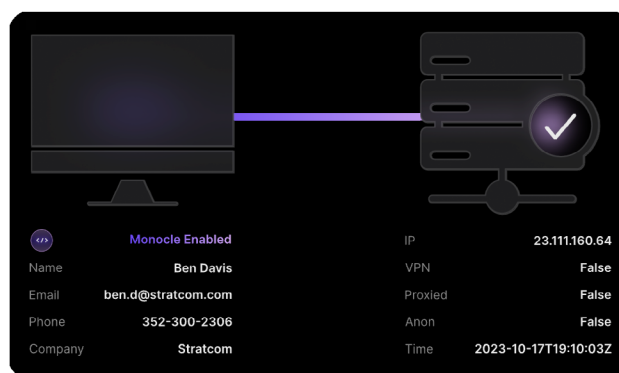 </>
Monocle Enabled
Name Ben Davis
Email ben.d@stratcom.com
Phone 352-300-2306
Company Stratcom
IP 23.111.160.64
VPN False
Proxied False
Anon False
Time 2023-10-17T19:10:03Z